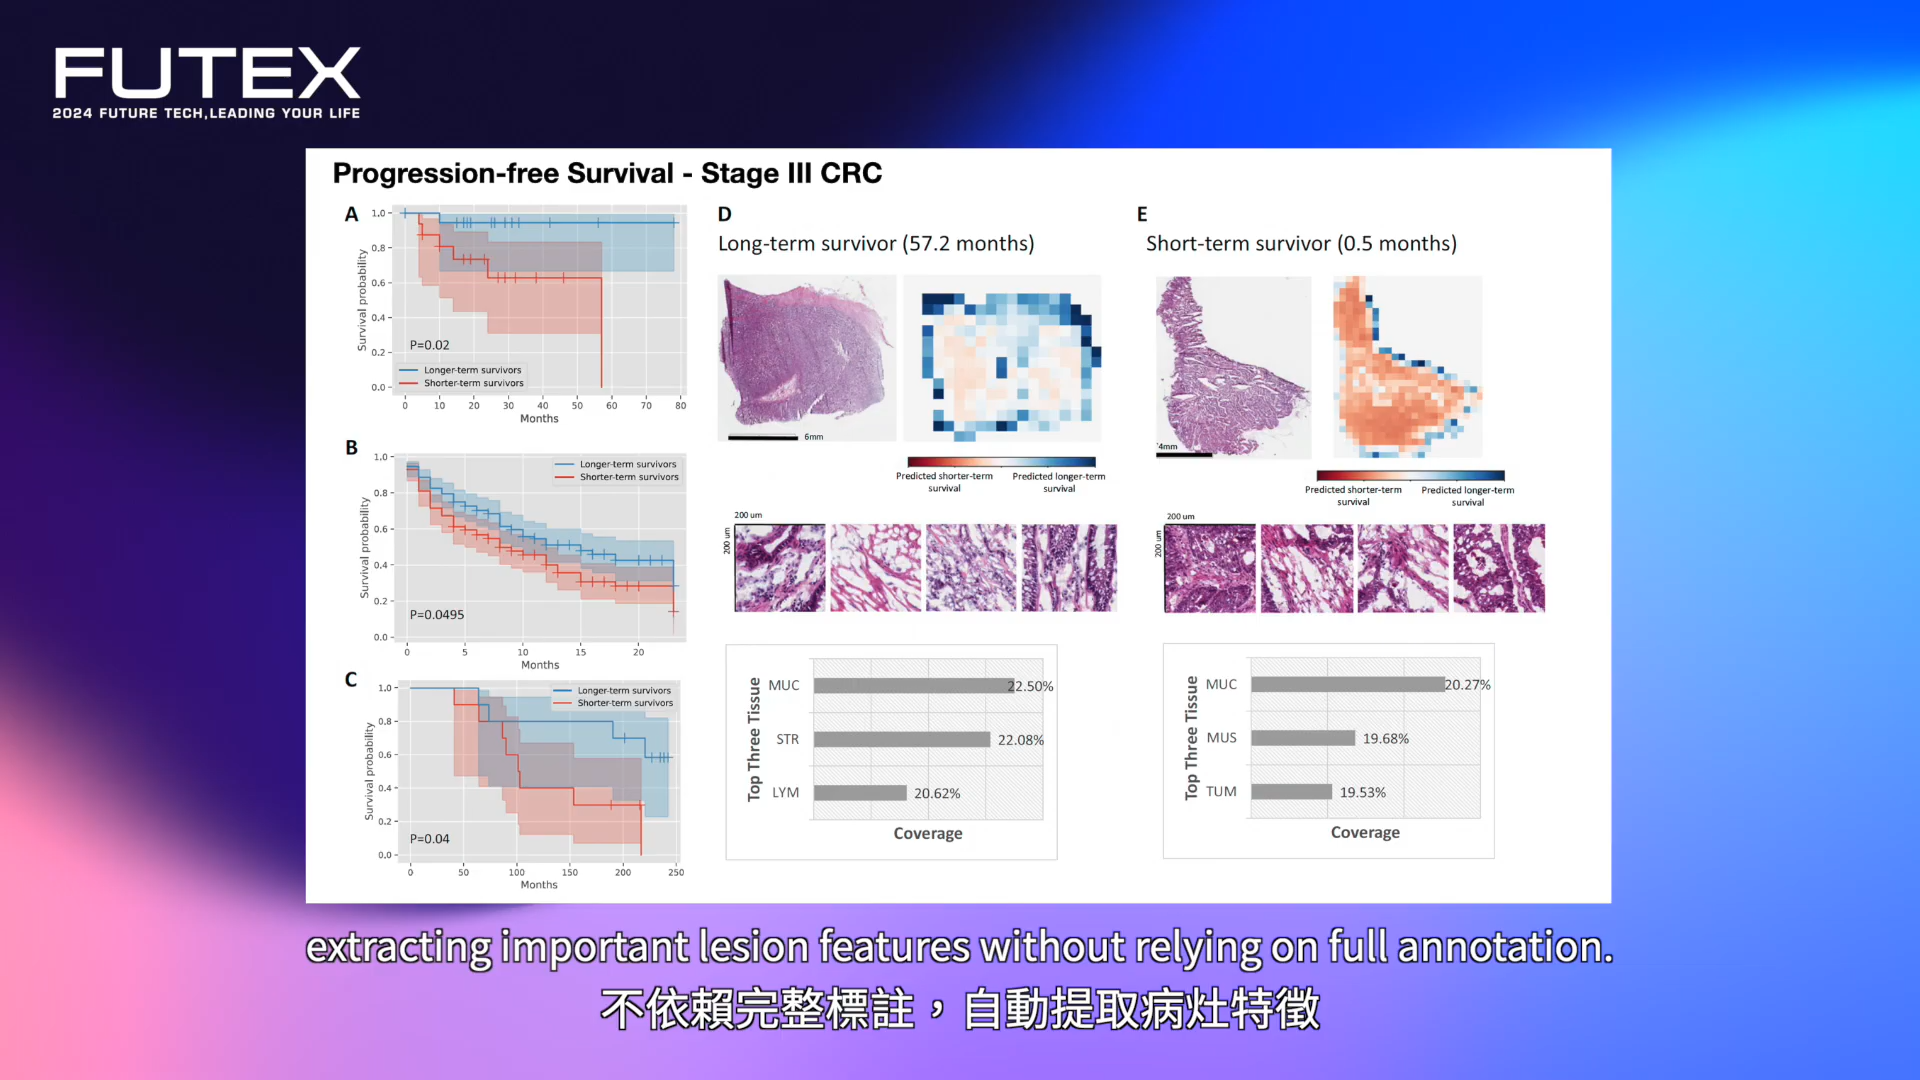 FUTEX
2024 FUTURE TECH,LEADING YOUR LIFE
Progression-free Survival - Stage III CRC
A
1.0
0.8
0.6
0.4
0.2
0.0
Survival probability
P=0.02
Longer-term survivors
Shorter-term survivors
0 10 20 30 40 50 60 70 80
Months
B
1.0
0.8
0.6
0.4
0.2
0.0
Survival probability
Longer-term survivors
Shorter-term survivors
P=0.0495
0 5 10 15 20
Months
C
1.0
0.8
0.6
0.4
0.2
0.0
Survival probability
Longer-term survivors
Shorter-term survivors
P=0.04
0 50 100 150 200 250
Months
D
Long-term survivor (57.2 months)
6mm
Predicted shorter-term
survival
Predicted longer-term
survival
200 um
200 um
Top Three Tissue
MUC 22.50%
STR 22.08%
LYM 20.62%
Coverage
E
Short-term survivor (0.5 months)
4mm
Predicted shorter-term
survival
Predicted longer-term
survival
200 um
200 um
Top Three Tissue
MUC 20.27%
MUS 19.68%
TUM 19.53%
Coverage
extracting important lesion features without relying on full annotation.
不依賴完整標註，自動提取病灶特徵